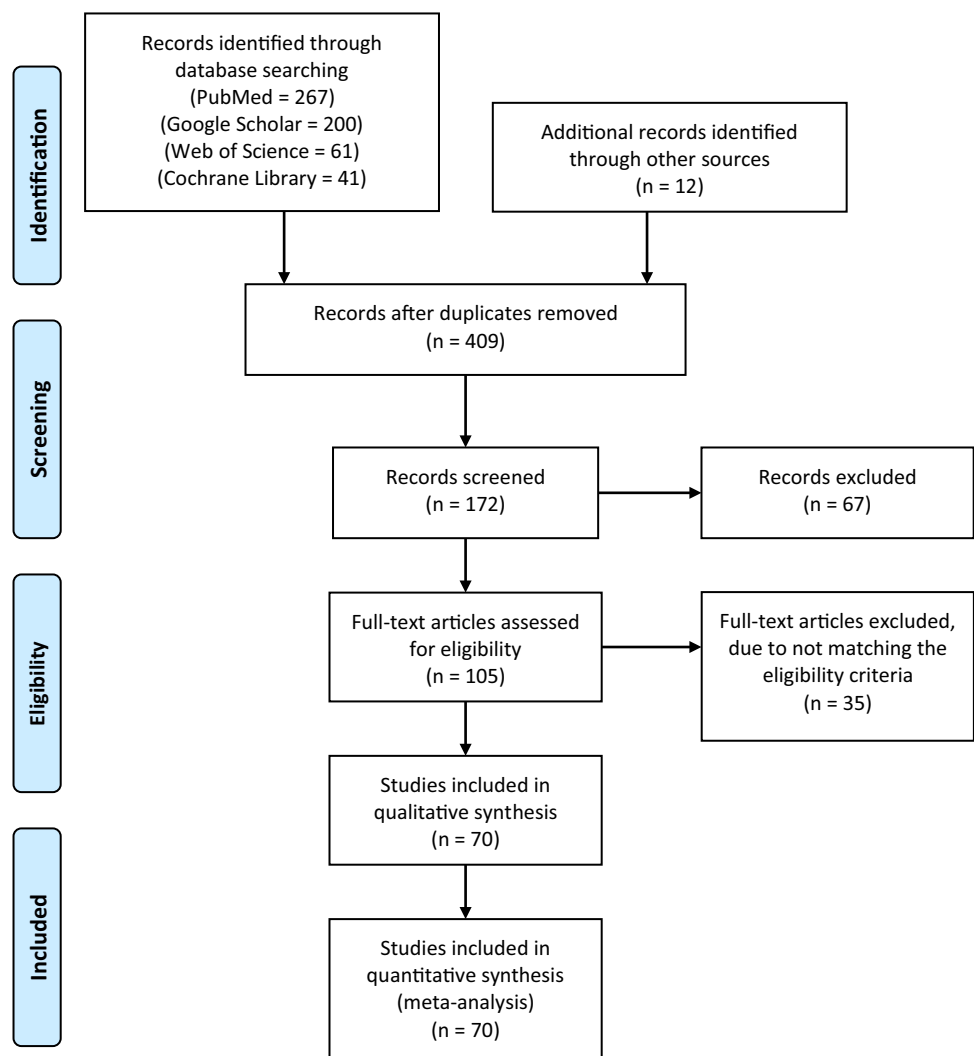 Identification
Records identified through
database searching
(PubMed = 267)
(Google Scholar = 200)
(Web of Science = 61)
(Cochrane Library = 41)
Additional records identified
through other sources
(n = 12)
Records after duplicates removed
(n = 409)
Screening
Records screened
(n = 172)
Records excluded
(n = 67)
Eligibility
Full-text articles assessed
for eligibility
(n = 105)
Full-text articles excluded,
due to not matching the
eligibility criteria
(n = 35)
Studies included in
qualitative synthesis
(n = 70)
Included
Studies included in
quantitative synthesis
(meta-analysis)
(n = 70)